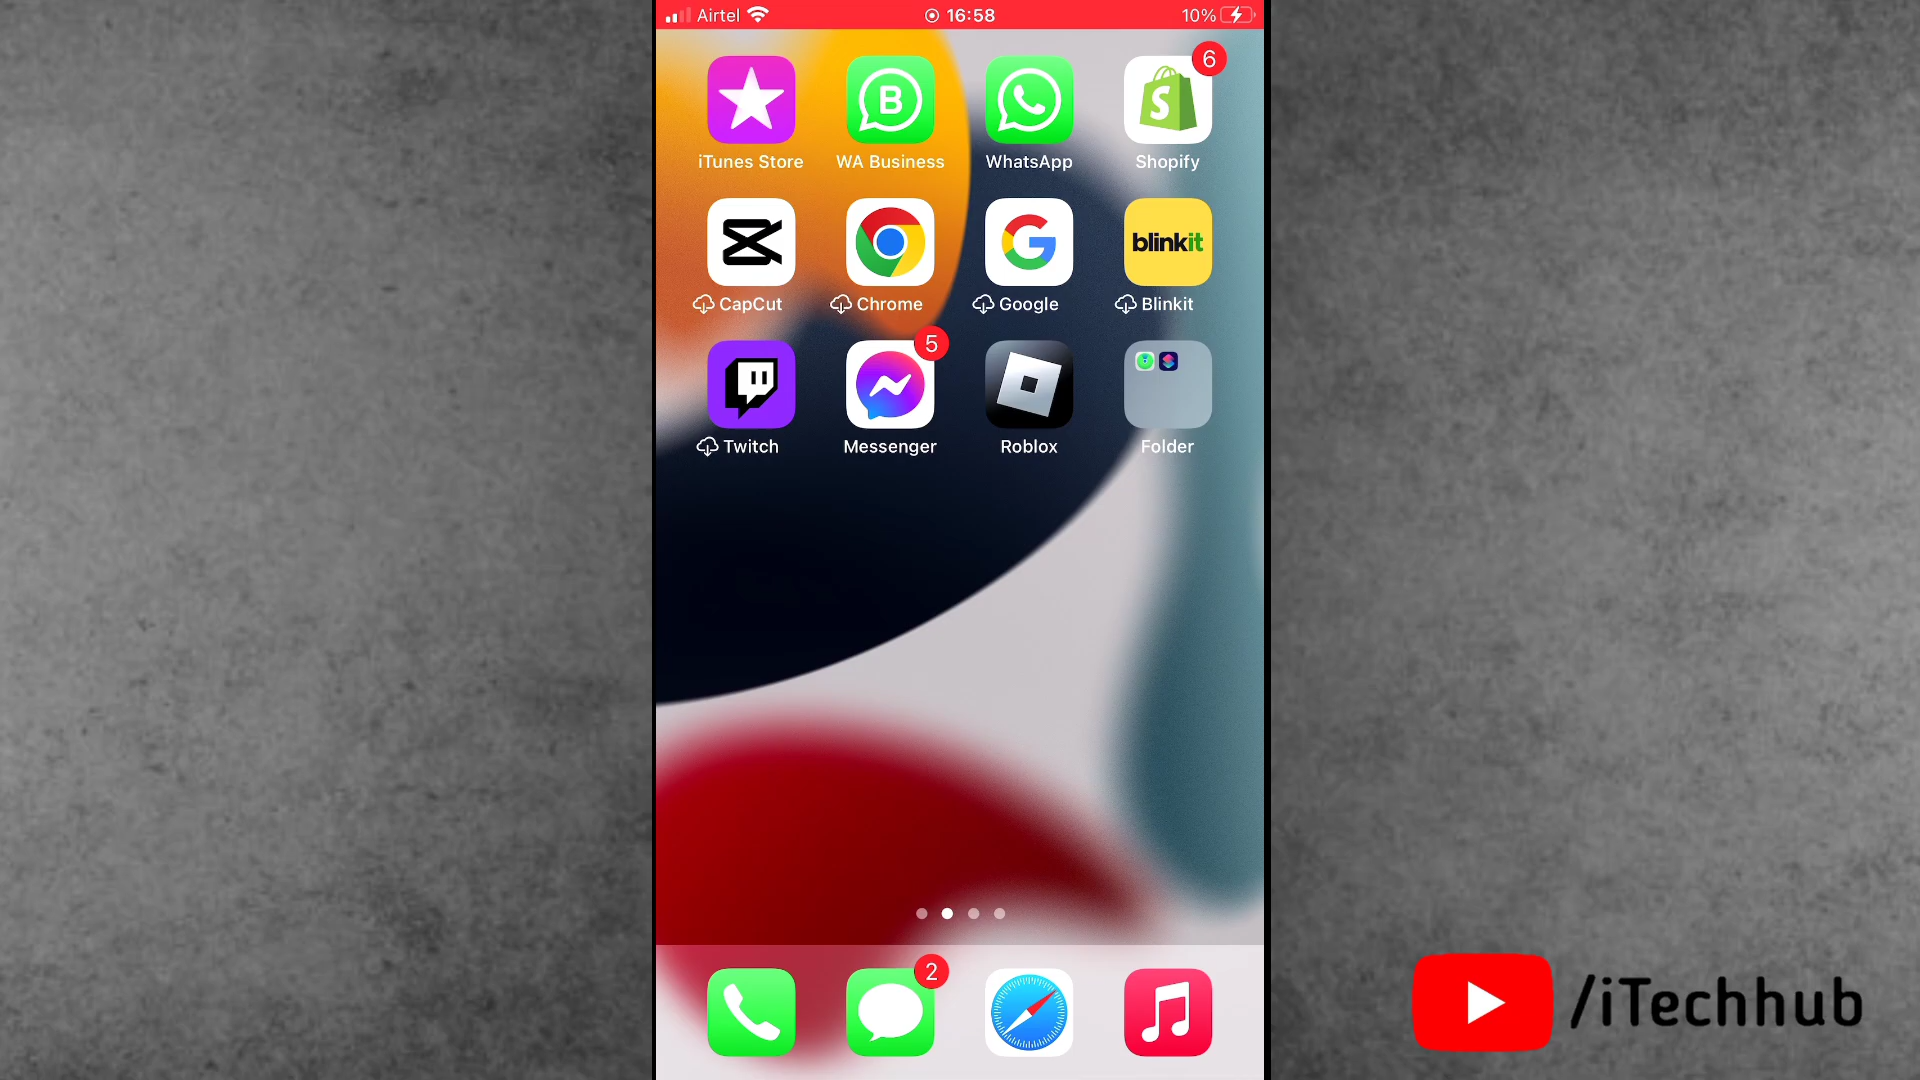 Airtel 16:58 10%
6
iTunes Store WA Business WhatsApp Shopify
blinkit
CapCut Chrome Google Blinkit
5
Twitch Messenger Roblox Folder
2
/iTechhub